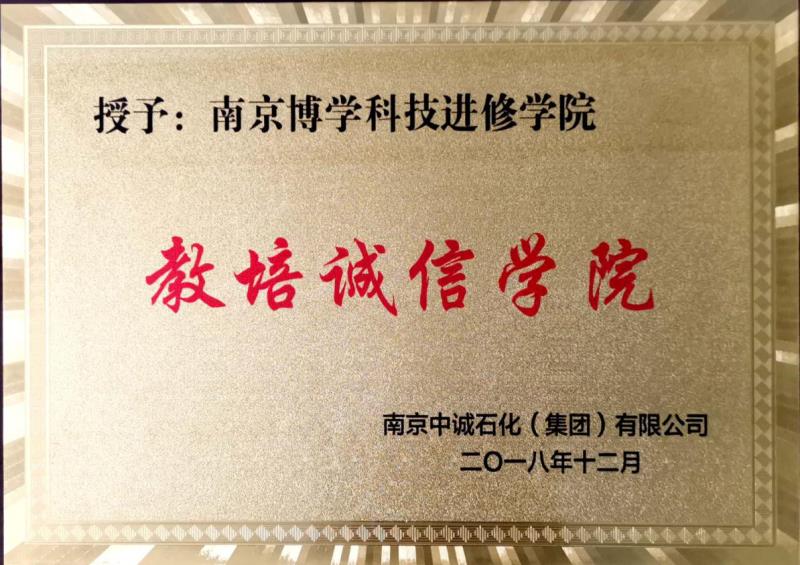 授予：南京博学科技进修学院
教培诚信学院
南京中诚石化（集团）有限公司
二〇一八年十二月